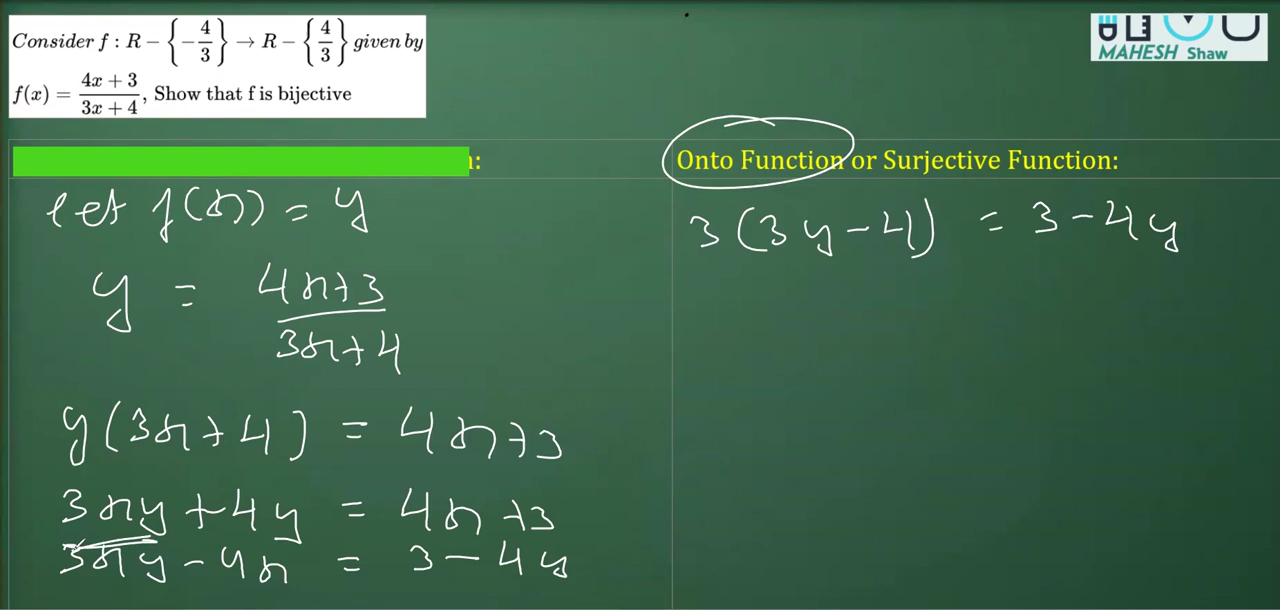 Consider f : R − {−4/3} → R − {4/3} given by
f(x) = (4x + 3)/(3x + 4), Show that f is bijective
MAHESH Shaw
:
Onto Function or Surjective Function:
let f(x) = y
y = (4x+3)/(3x+4)
y(3x+4) = 4x+3
3xy+4y = 4x+3
3xy-4x = 3-4y
3(3y-4) = 3-4y